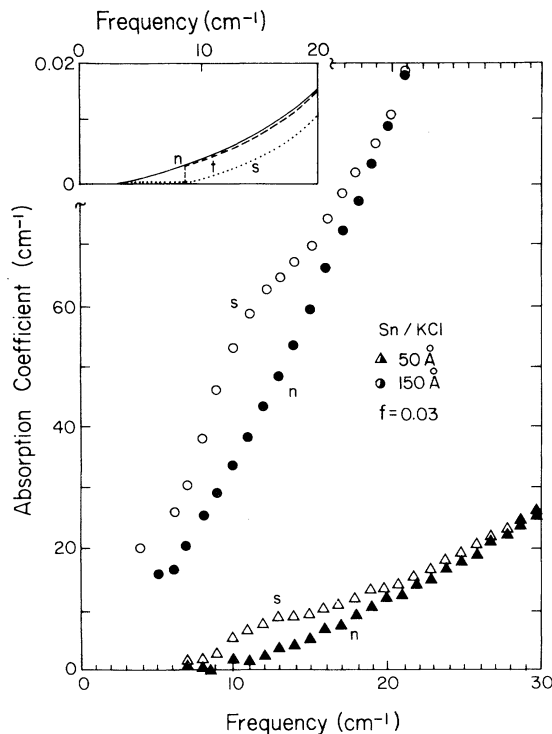 Frequency (cm⁻¹)
0 10 20
0.02
0
n
t
s
60
40
20
0
s
n
Sn / KCl
50 Å
150 Å
f = 0.03
s
n
0 10 20 30
Absorption Coefficient (cm⁻¹)
Frequency (cm⁻¹)